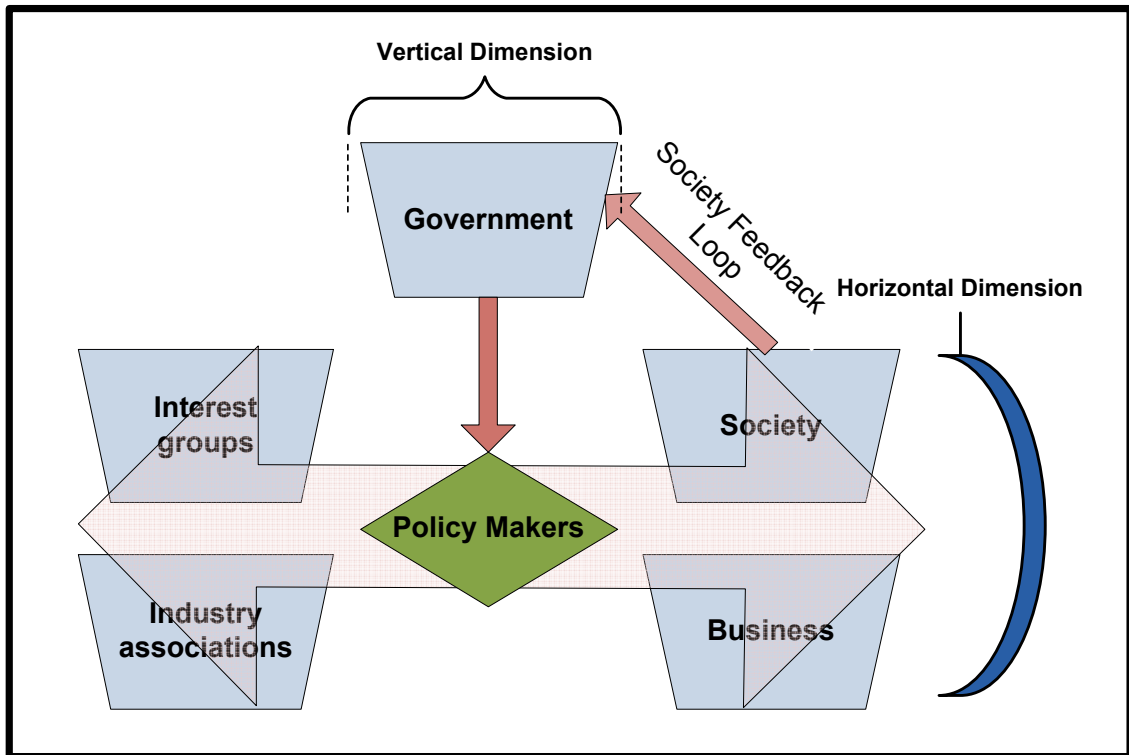 Vertical Dimension
Government
Society Feedback
Loop
Horizontal Dimension
Interest
groups
Society
Policy Makers
Industry
associations
Business